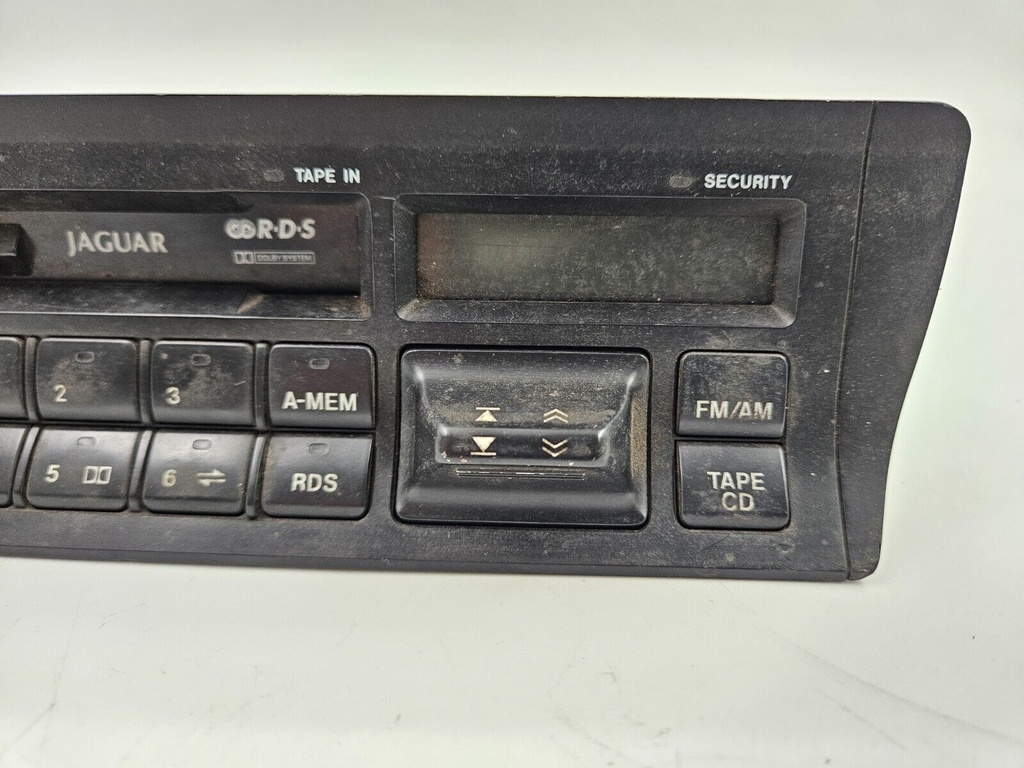 TAPE IN
SECURITY
JAGUAR
R·D·S
DOLBY SYSTEM
2
3
A-MEM
FM/AM
5
6
RDS
TAPE
CD